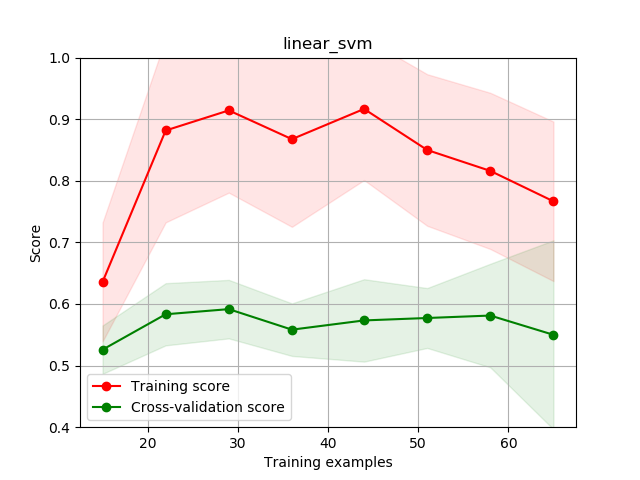 linear_svm
1.0
0.9
0.8
0.7
0.6
0.5
0.4
Score
Training score
Cross-validation score
20 30 40 50 60
Training examples